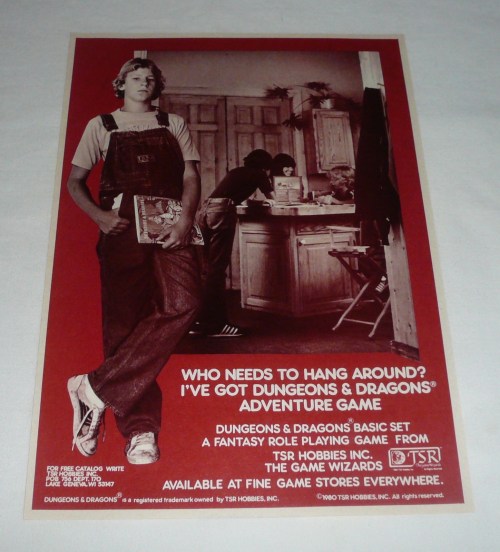 WHO NEEDS TO HANG AROUND?
I'VE GOT DUNGEONS & DRAGONS®
ADVENTURE GAME
DUNGEONS & DRAGONS® BASIC SET
A FANTASY ROLE PLAYING GAME FROM
TSR HOBBIES INC.
THE GAME WIZARDS TSR
AVAILABLE AT FINE GAME STORES EVERYWHERE.
FOR FREE CATALOG WRITE
TSR HOBBIES INC.
POB 756 DEPT. 170
LAKE GENEVA, WI 53147
DUNGEONS & DRAGONS® is a registered trademark owned by TSR HOBBIES, INC.
©1980 TSR HOBBIES, INC. All rights reserved.